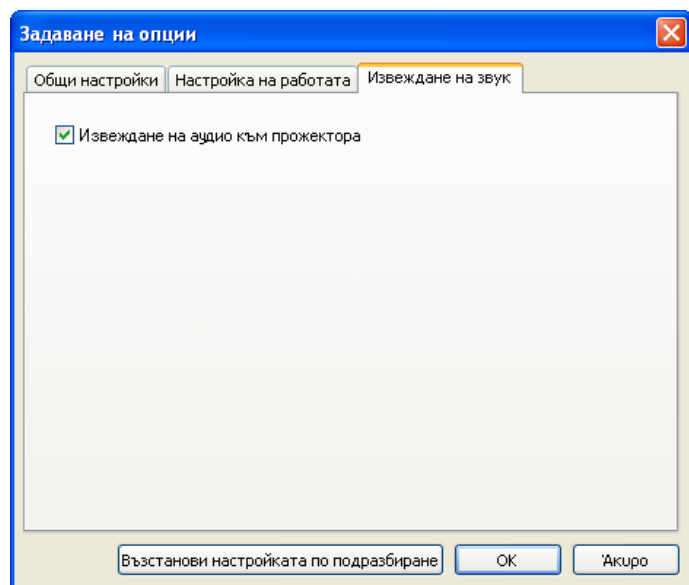 Задаване на опции
Общи настройки Настройка на работата Извеждане на звук
Извеждане на аудио към прожектора
Възстанови настройката по подразбиране OK Άκυρο